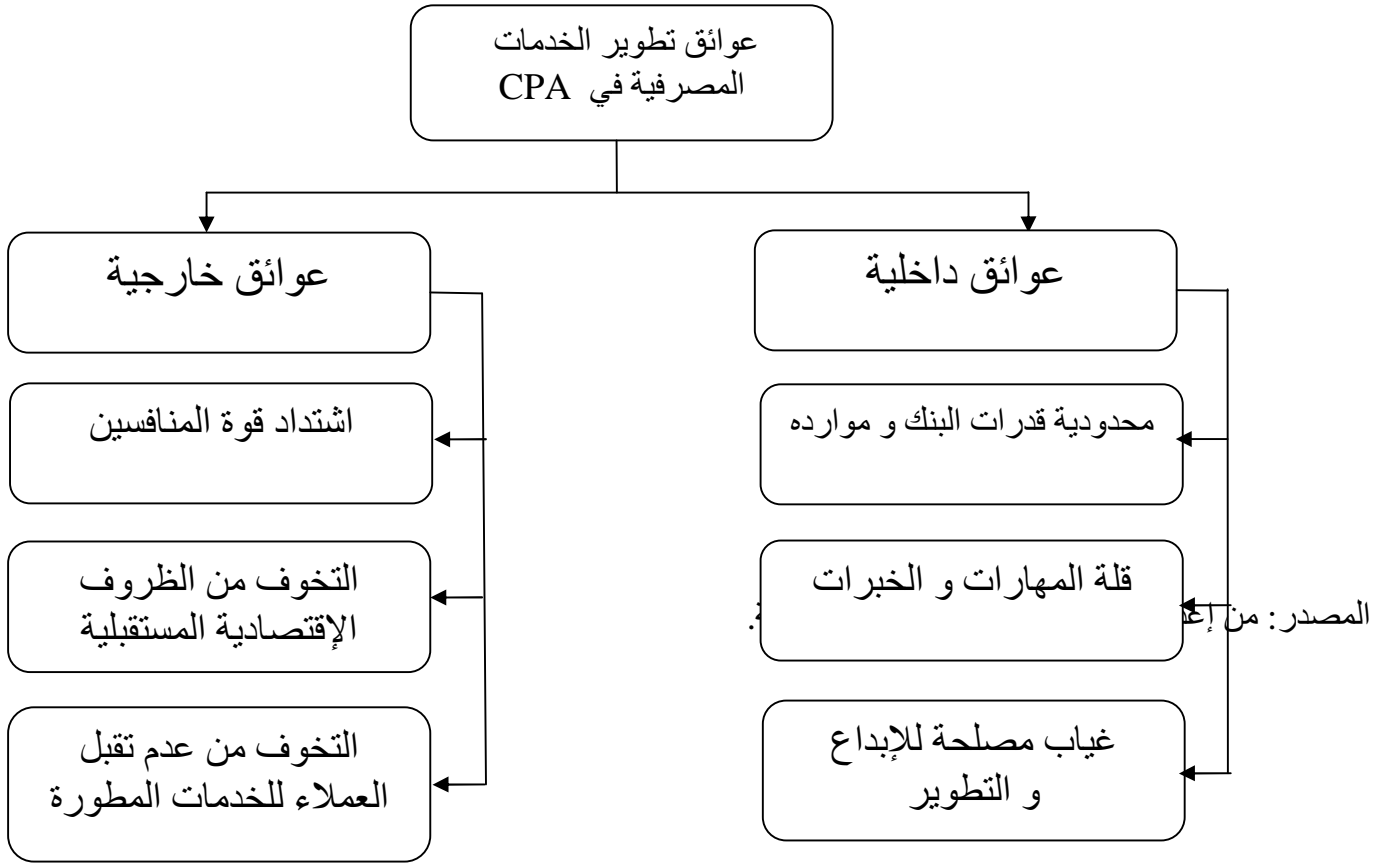 عوائق تطوير الخدمات
المصرفية في CPA
عوائق داخلية
محدودية قدرات البنك و موارده
قلة المهارات و الخبرات
غياب مصلحة للإبداع
و التطوير
عوائق خارجية
اشتداد قوة المنافسين
التخوف من الظروف
الإقتصادية المستقبلية
التخوف من عدم تقبل
العملاء للخدمات المطورة
المصدر: من